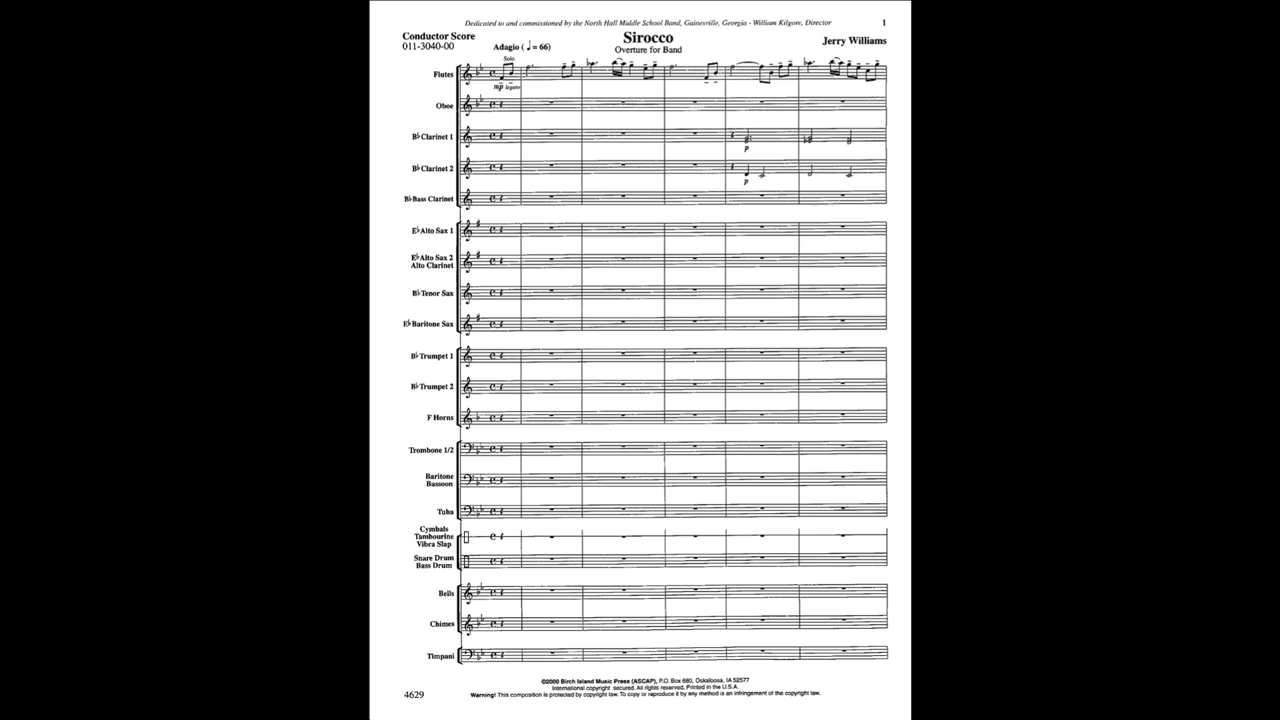 Dedicated to and commissioned by the North Hall Middle School Band, Gainesville, Georgia - William Kilgore, Director
1
Conductor Score
011-3040-00
Sirocco
Overture for Band
Jerry Williams
Adagio (♩= 66)
Solo
Flutes
mp legato
Oboe
B♭ Clarinet 1
p
B♭ Clarinet 2
p
B♭ Bass Clarinet
E♭ Alto Sax 1
E♭ Alto Sax 2
Alto Clarinet
B♭ Tenor Sax
E♭ Baritone Sax
B♭ Trumpet 1
B♭ Trumpet 2
F Horns
Trombone 1/2
Baritone
Bassoon
Tuba
Cymbals
Tambourine
Vibra Slap
Snare Drum
Bass Drum
Bells
Chimes
Timpani
©2000 Birch Island Music Press (ASCAP), P.O. Box 680, Oskaloosa, IA 52577
International copyright secured. All rights reserved. Printed in the U.S.A.
4629
Warning! This composition is protected by copyright law. To copy or reproduce it by any method is an infringement of the copyright law.